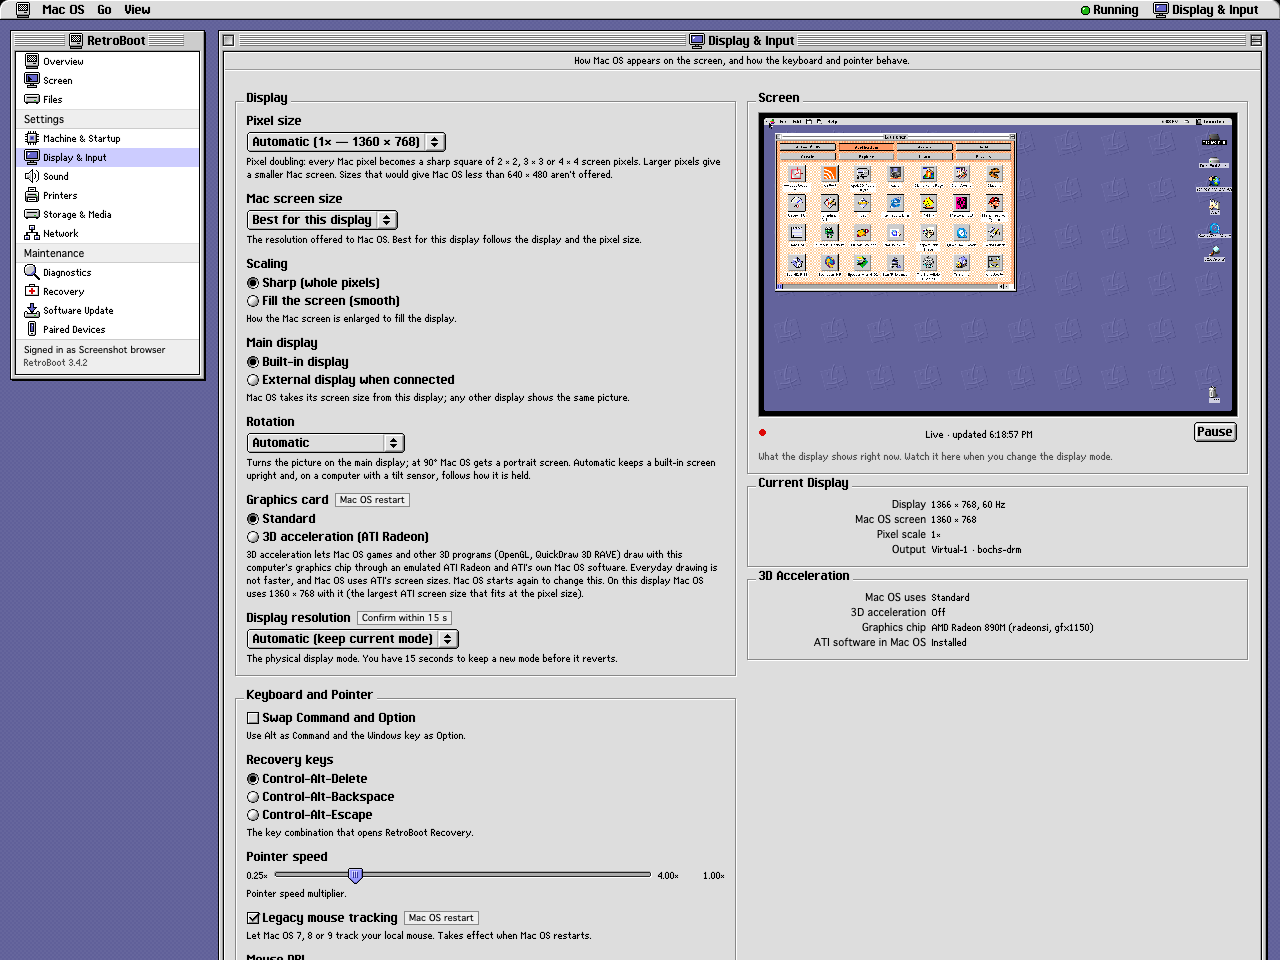 Mac OS Go View
Running Display & Input
RetroBoot
Overview
Screen
Files
Settings
Machine & Startup
Display & Input
Sound
Printers
Storage & Media
Network
Maintenance
Diagnostics
Recovery
Software Update
Paired Devices
Signed in as Screenshot browser
RetroBoot 3.4.2
Display & Input
How Mac OS appears on the screen, and how the keyboard and pointer behave.
Display
Pixel size
Automatic (1× — 1360 × 768)
Pixel doubling: every Mac pixel becomes a sharp square of 2 × 2, 3 × 3 or 4 × 4 screen pixels. Larger pixels give
a smaller Mac screen. Sizes that would give Mac OS less than 640 × 480 aren't offered.
Mac screen size
Best for this display
The resolution offered to Mac OS. Best for this display follows the display and the pixel size.
Scaling
Sharp (whole pixels)
Fill the screen (smooth)
How the Mac screen is enlarged to fill the display.
Main display
Built-in display
External display when connected
Mac OS takes its screen size from this display; any other display shows the same picture.
Rotation
Automatic
Turns the picture on the main display; at 90° Mac OS gets a portrait screen. Automatic keeps a built-in screen
upright and, on a computer with a tilt sensor, follows how it is held.
Graphics card Mac OS restart
Standard
3D acceleration (ATI Radeon)
3D acceleration lets Mac OS games and other 3D programs (OpenGL, QuickDraw 3D RAVE) draw with this
computer's graphics chip through an emulated ATI Radeon and ATI's own Mac OS software. Everyday drawing is
not faster, and Mac OS uses ATI's screen sizes. Mac OS starts again to change this. On this display Mac OS
uses 1360 × 768 with it (the largest ATI screen size that fits at the pixel size).
Display resolution Confirm within 15 s
Automatic (keep current mode)
The physical display mode. You have 15 seconds to keep a new mode before it reverts.
Keyboard and Pointer
Swap Command and Option
Use Alt as Command and the Windows key as Option.
Recovery keys
Control-Alt-Delete
Control-Alt-Backspace
Control-Alt-Escape
The key combination that opens RetroBoot Recovery.
Pointer speed
0.25× 4.00× 1.00×
Pointer speed multiplier.
Legacy mouse tracking Mac OS restart
Let Mac OS 7, 8 or 9 track your local mouse. Takes effect when Mac OS restarts.
Mouse DPI
Screen
Live · updated 6:18:57 PM
Pause
What the display shows right now. Watch it here when you change the display mode.
Current Display
Display 1366 × 768, 60 Hz
Mac OS screen 1360 × 768
Pixel scale 1×
Output Virtual-1 · bochs-drm
3D Acceleration
Mac OS uses Standard
3D acceleration Off
Graphics chip AMD Radeon 890M (radeonsi, gfx1150)
ATI software in Mac OS Installed